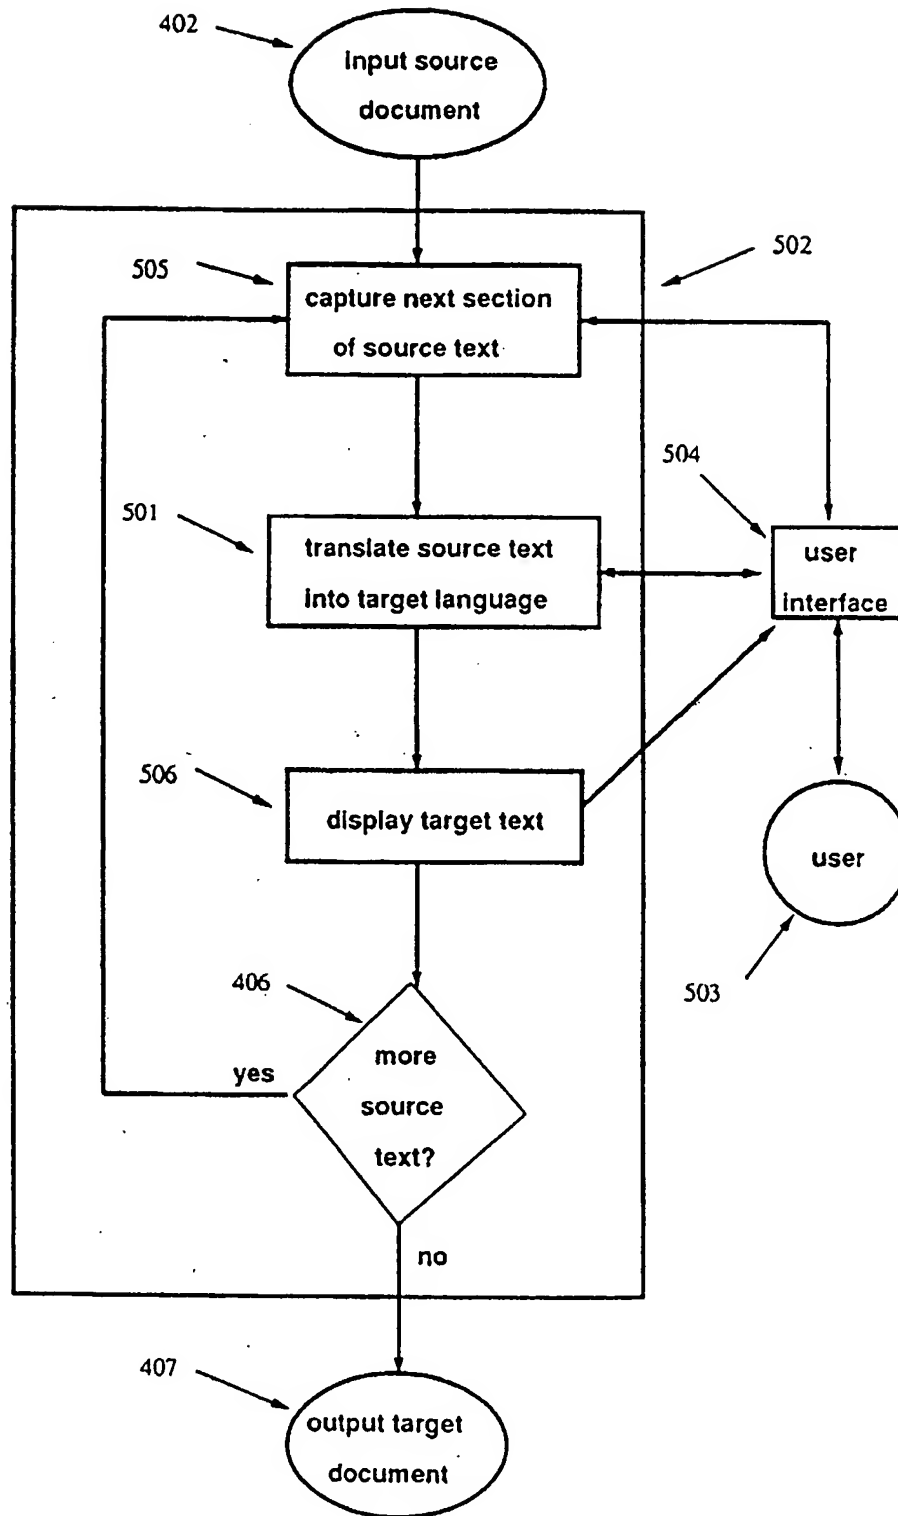 402
input source
document
505
502
capture next section
of source text
504
501
translate source text
into target language
user
interface
506
display target text
user
503
406
more
source
text?
yes
no
407
output target
document